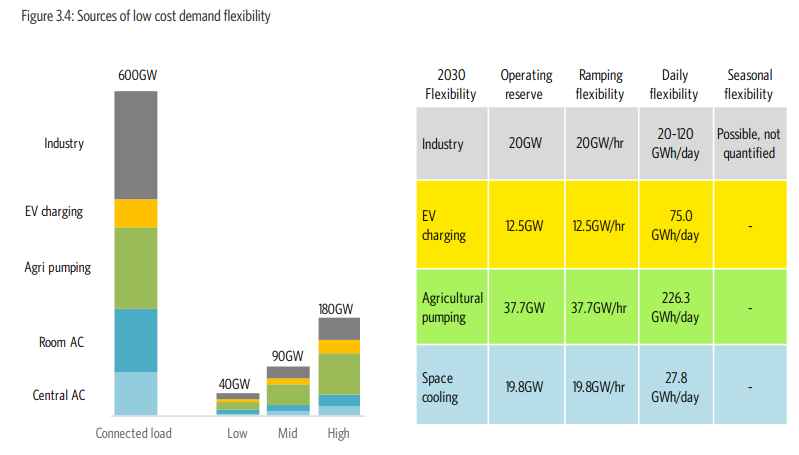 Figure 3.4: Sources of low cost demand flexibility
600GW
Industry
EV charging
Agri pumping
Room AC
Central AC
40GW
90GW
180GW
Connected load
Low
Mid
High
2030
Flexibility
Operating
reserve
Ramping
flexibility
Daily
flexibility
Seasonal
flexibility
Industry
20GW
20GW/hr
20-120
GWh/day
Possible, not
quantified
EV
charging
12.5GW
12.5GW/hr
75.0
GWh/day
-
Agricultural
pumping
37.7GW
37.7GW/hr
226.3
GWh/day
-
Space
cooling
19.8GW
19.8GW/hr
27.8
GWh/day
-